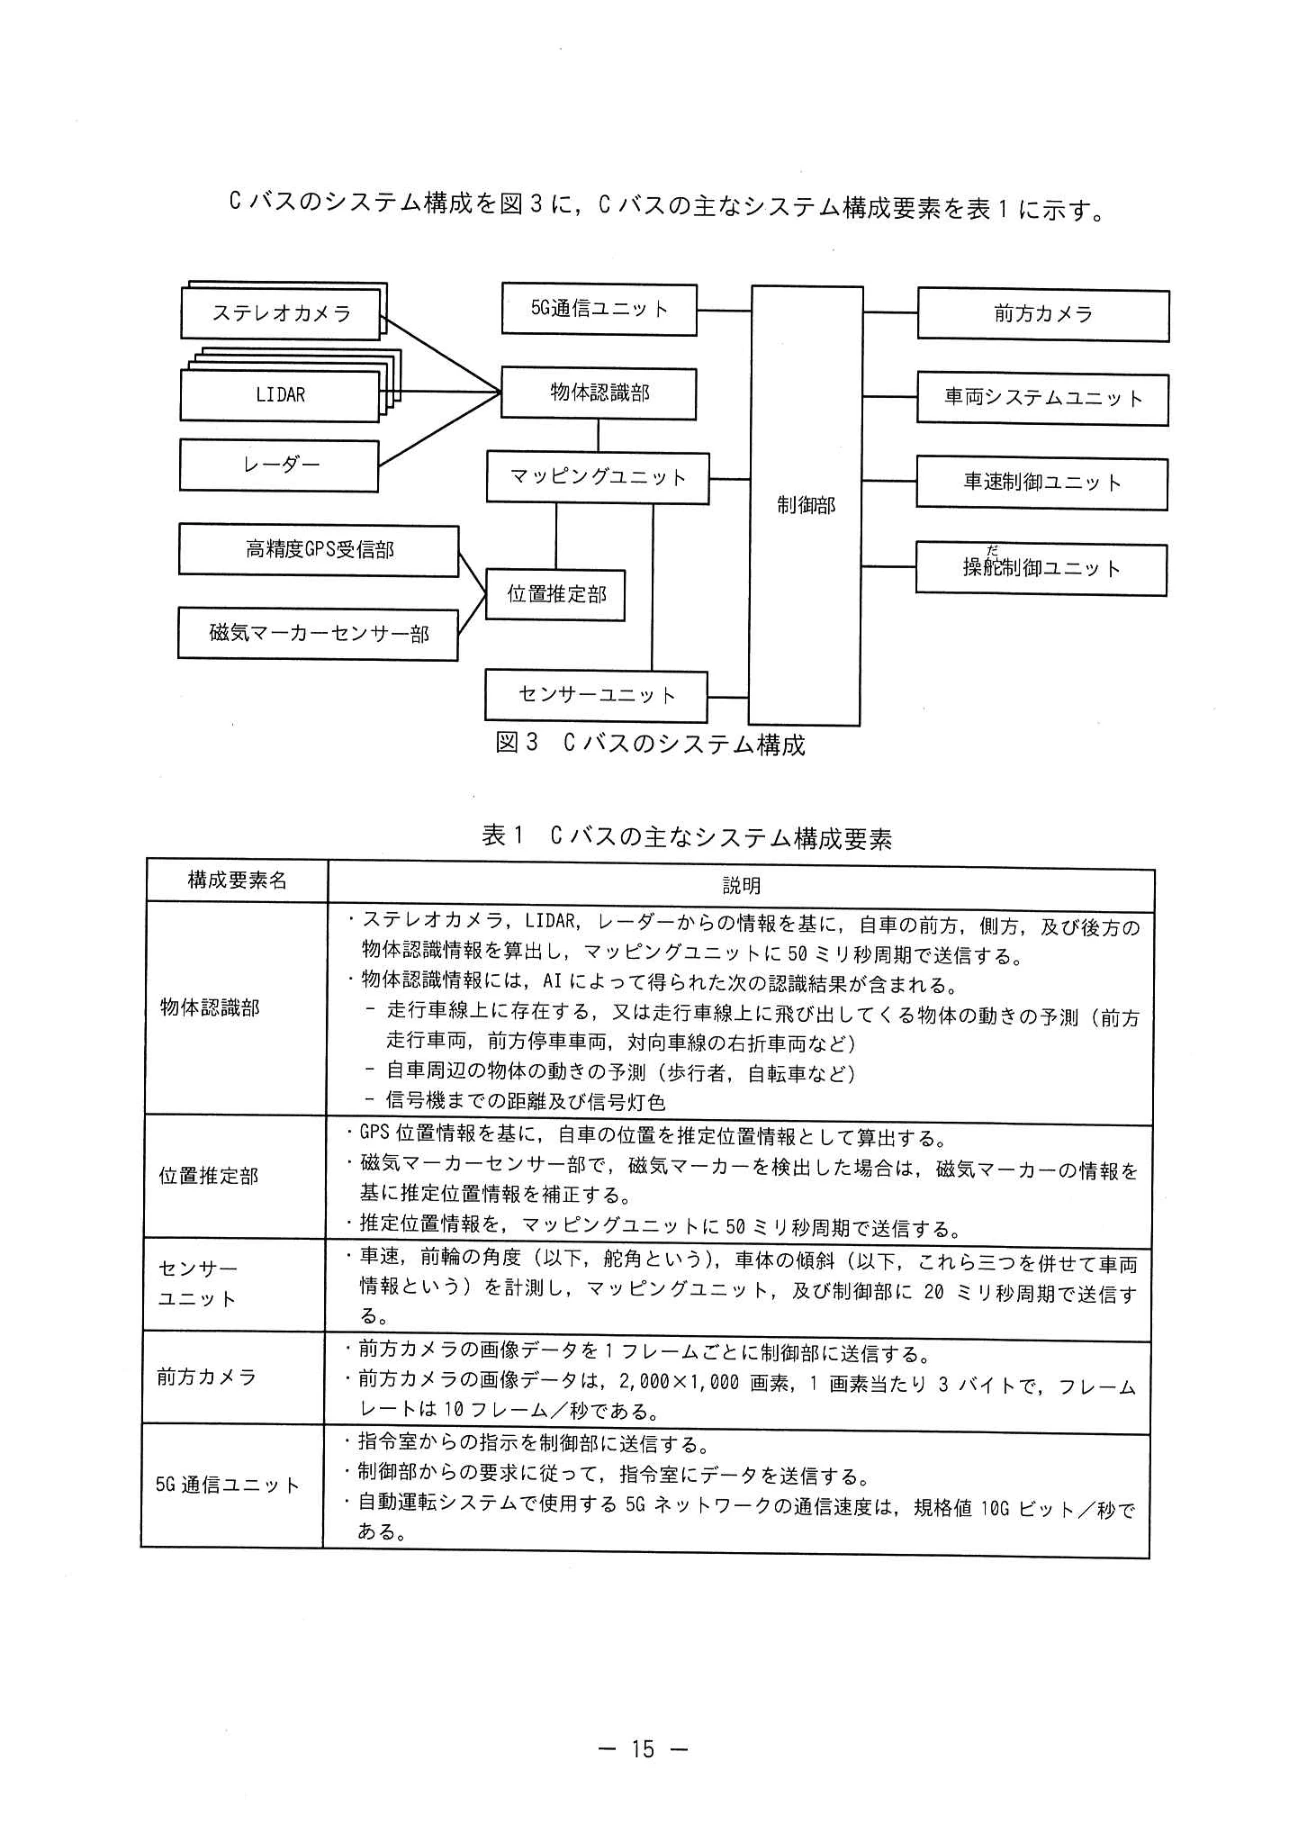 Cバスのシステム構成を図3に，Cバスの主なシステム構成要素を表1に示す。
ステレオカメラ
LIDAR
レーダー
高精度GPS受信部
磁気マーカーセンサー部
5G通信ユニット
物体認識部
マッピングユニット
位置推定部
センサーユニット
制御部
前方カメラ
車両システムユニット
車速制御ユニット
だ
操舵制御ユニット
図3　Cバスのシステム構成
表1　Cバスの主なシステム構成要素
構成要素名
説明
物体認識部
・ステレオカメラ，LIDAR，レーダーからの情報を基に，自車の前方，側方，及び後方の
物体認識情報を算出し，マッピングユニットに50ミリ秒周期で送信する。
・物体認識情報には，AIによって得られた次の認識結果が含まれる。
－ 走行車線上に存在する，又は走行車線上に飛び出してくる物体の動きの予測（前方
走行車両，前方停車車両，対向車線の右折車両など）
－ 自車周辺の物体の動きの予測（歩行者，自転車など）
－ 信号機までの距離及び信号灯色
位置推定部
・GPS位置情報を基に，自車の位置を推定位置情報として算出する。
・磁気マーカーセンサー部で，磁気マーカーを検出した場合は，磁気マーカーの情報を
基に推定位置情報を補正する。
・推定位置情報を，マッピングユニットに50ミリ秒周期で送信する。
センサー
ユニット
・車速，前輪の角度（以下，舵角という），車体の傾斜（以下，これら三つを併せて車両
情報という）を計測し，マッピングユニット，及び制御部に 20 ミリ秒周期で送信す
る。
前方カメラ
・前方カメラの画像データを1フレームごとに制御部に送信する。
・前方カメラの画像データは，2,000×1,000 画素，1 画素当たり 3 バイトで，フレーム
レートは10フレーム／秒である。
5G通信ユニット
・指令室からの指示を制御部に送信する。
・制御部からの要求に従って，指令室にデータを送信する。
・自動運転システムで使用する 5G ネットワークの通信速度は，規格値 10G ビット／秒で
ある。
－ 15 －